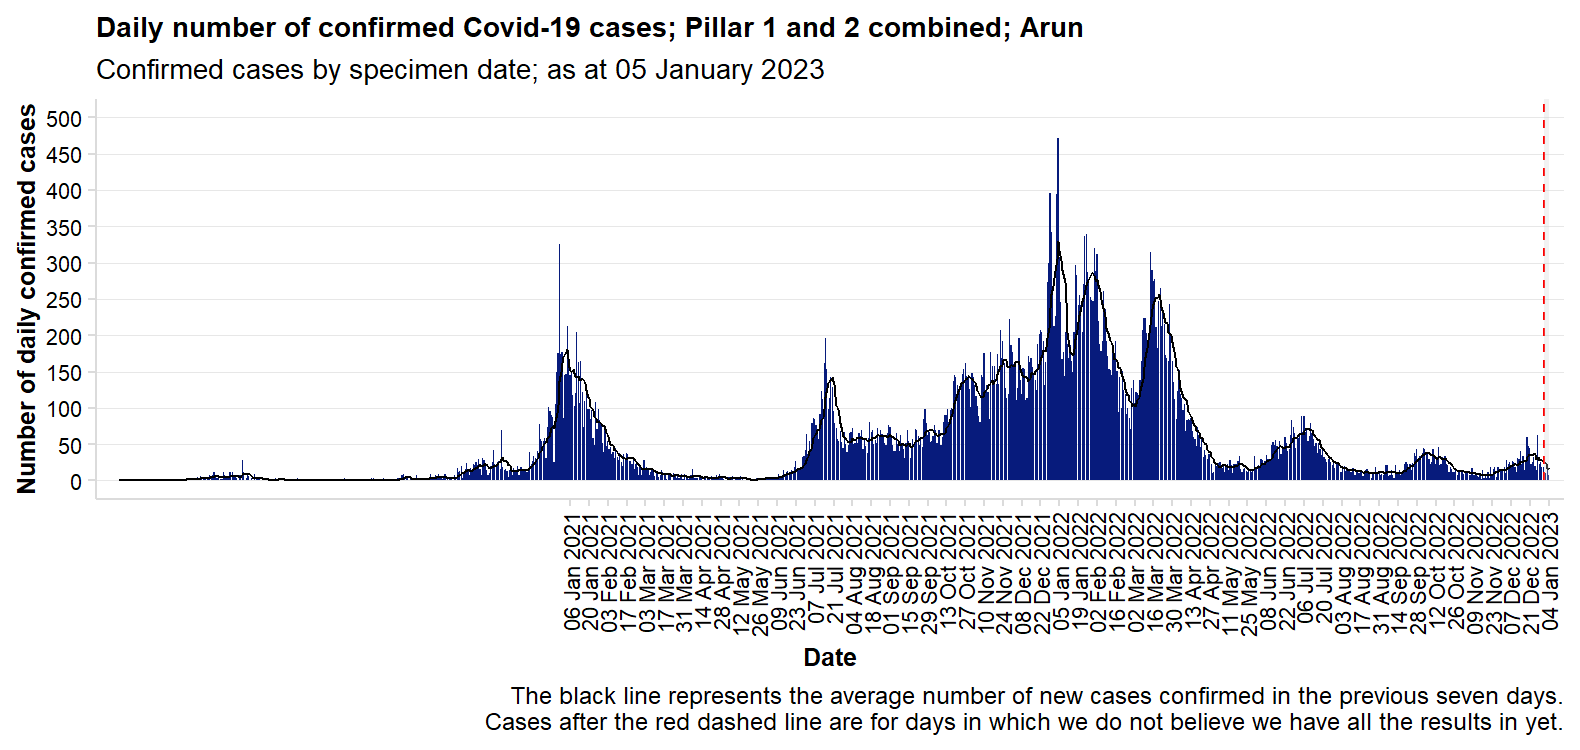 Daily number of confirmed Covid-19 cases; Pillar 1 and 2 combined; Arun
Confirmed cases by specimen date; as at 05 January 2023
Number of daily confirmed cases
500
450
400
350
300
250
200
150
100
50
0
06 Jan 2021
20 Jan 2021
03 Feb 2021
17 Feb 2021
03 Mar 2021
17 Mar 2021
31 Mar 2021
14 Apr 2021
28 Apr 2021
12 May 2021
26 May 2021
09 Jun 2021
23 Jun 2021
07 Jul 2021
21 Jul 2021
04 Aug 2021
18 Aug 2021
01 Sep 2021
15 Sep 2021
29 Sep 2021
13 Oct 2021
27 Oct 2021
10 Nov 2021
24 Nov 2021
08 Dec 2021
22 Dec 2021
05 Jan 2022
19 Jan 2022
02 Feb 2022
16 Feb 2022
02 Mar 2022
16 Mar 2022
30 Mar 2022
13 Apr 2022
27 Apr 2022
11 May 2022
25 May 2022
08 Jun 2022
22 Jun 2022
06 Jul 2022
20 Jul 2022
03 Aug 2022
17 Aug 2022
31 Aug 2022
14 Sep 2022
28 Sep 2022
12 Oct 2022
26 Oct 2022
09 Nov 2022
23 Nov 2022
07 Dec 2022
21 Dec 2022
04 Jan 2023
Date
The black line represents the average number of new cases confirmed in the previous seven days.
Cases after the red dashed line are for days in which we do not believe we have all the results in yet.